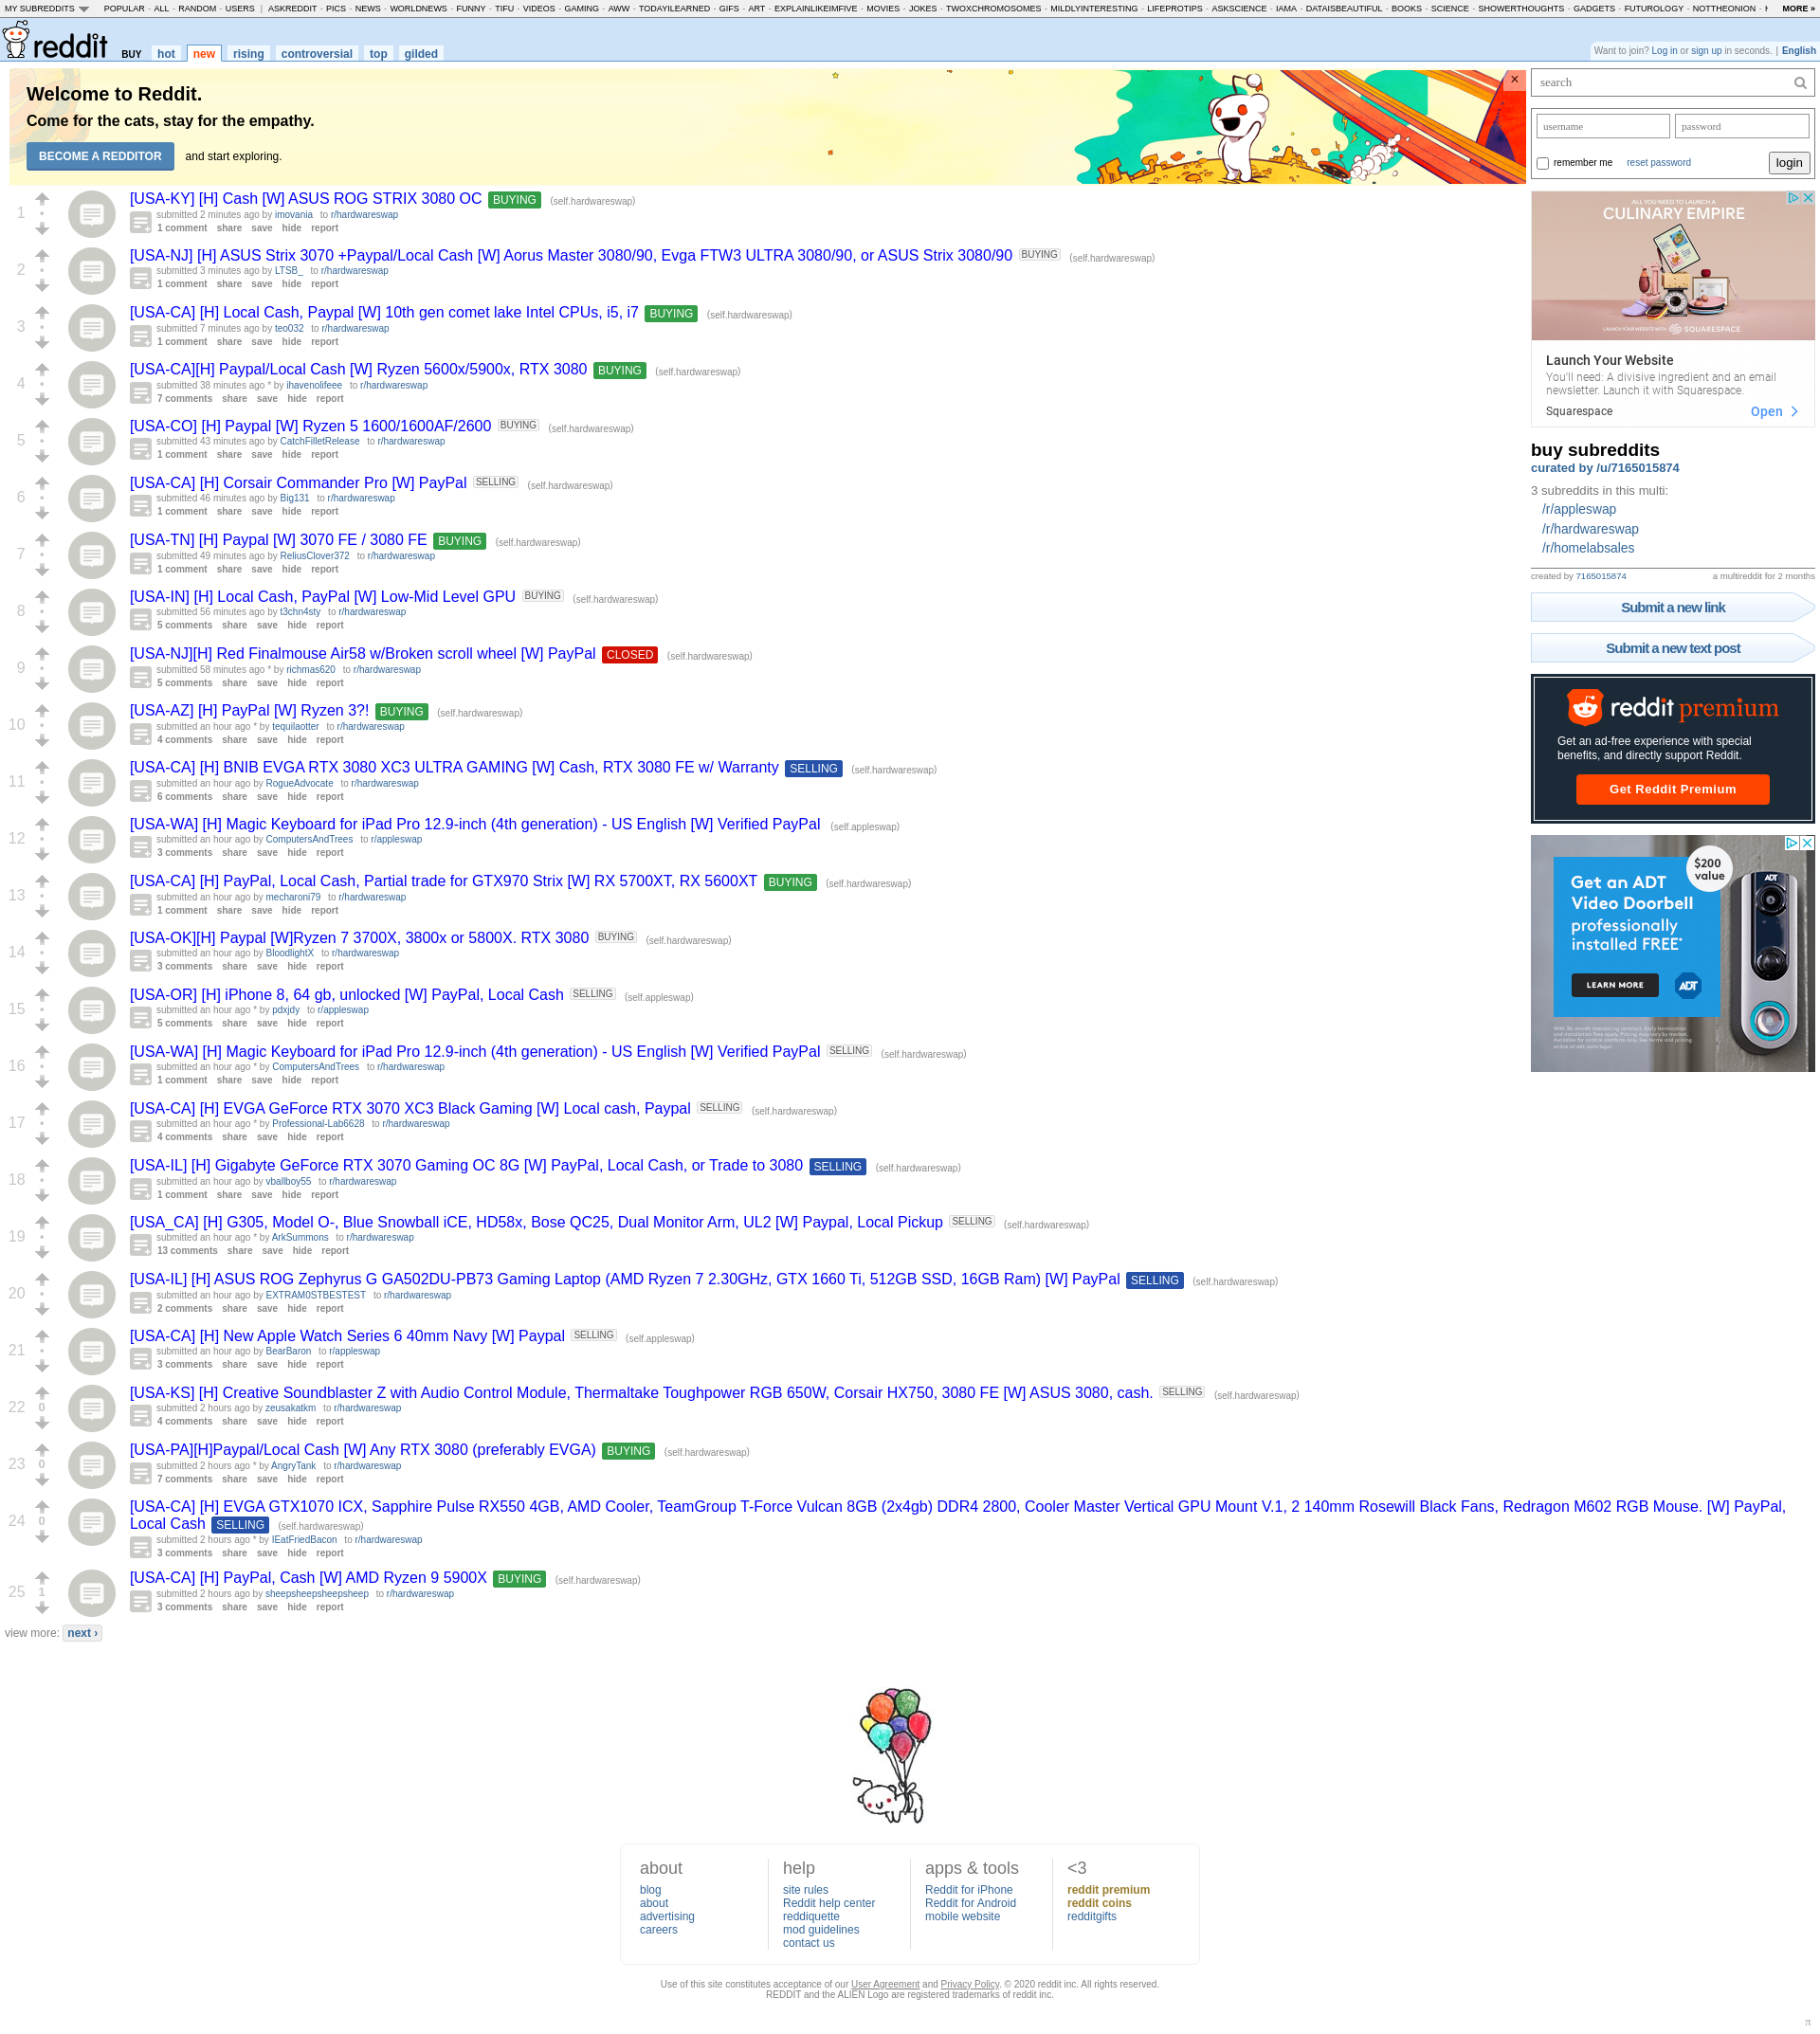 MY SUBREDDITS POPULAR - ALL - RANDOM - USERS | ASKREDDIT - PICS - NEWS - WORLDNEWS - FUNNY - TIFU - VIDEOS - GAMING - AWW - TODAYILEARNED - GIFS - ART - EXPLAINLIKEIMFIVE - MOVIES - JOKES - TWOXCHROMOSOMES - MILDLYINTERESTING - LIFEPROTIPS - ASKSCIENCE - IAMA - DATAISBEAUTIFUL - BOOKS - SCIENCE - SHOWERTHOUGHTS - GADGETS - FUTUROLOGY - NOTTHEONION - MORE »
reddit BUY hot new rising controversial top gilded
Want to join? Log in or sign up in seconds. | English
Welcome to Reddit.
Come for the cats, stay for the empathy.
BECOME A REDDITOR and start exploring.
×
1
[USA-KY] [H] Cash [W] ASUS ROG STRIX 3080 OC BUYING (self.hardwareswap)
submitted 2 minutes ago by imovania to r/hardwareswap
1 comment share save hide report
2
[USA-NJ] [H] ASUS Strix 3070 +Paypal/Local Cash [W] Aorus Master 3080/90, Evga FTW3 ULTRA 3080/90, or ASUS Strix 3080/90 BUYING (self.hardwareswap)
submitted 3 minutes ago by LTSB_ to r/hardwareswap
1 comment share save hide report
3
[USA-CA] [H] Local Cash, Paypal [W] 10th gen comet lake Intel CPUs, i5, i7 BUYING (self.hardwareswap)
submitted 7 minutes ago by teo032 to r/hardwareswap
1 comment share save hide report
4
[USA-CA][H] Paypal/Local Cash [W] Ryzen 5600x/5900x, RTX 3080 BUYING (self.hardwareswap)
submitted 38 minutes ago * by ihavenolifeee to r/hardwareswap
7 comments share save hide report
5
[USA-CO] [H] Paypal [W] Ryzen 5 1600/1600AF/2600 BUYING (self.hardwareswap)
submitted 43 minutes ago by CatchFilletRelease to r/hardwareswap
1 comment share save hide report
6
[USA-CA] [H] Corsair Commander Pro [W] PayPal SELLING (self.hardwareswap)
submitted 46 minutes ago by Big131 to r/hardwareswap
1 comment share save hide report
7
[USA-TN] [H] Paypal [W] 3070 FE / 3080 FE BUYING (self.hardwareswap)
submitted 49 minutes ago by ReliusClover372 to r/hardwareswap
1 comment share save hide report
8
[USA-IN] [H] Local Cash, PayPal [W] Low-Mid Level GPU BUYING (self.hardwareswap)
submitted 56 minutes ago by t3chn4sty to r/hardwareswap
5 comments share save hide report
9
[USA-NJ][H] Red Finalmouse Air58 w/Broken scroll wheel [W] PayPal CLOSED (self.hardwareswap)
submitted 58 minutes ago * by richmas620 to r/hardwareswap
5 comments share save hide report
10
[USA-AZ] [H] PayPal [W] Ryzen 3?! BUYING (self.hardwareswap)
submitted an hour ago * by tequilaotter to r/hardwareswap
4 comments share save hide report
11
[USA-CA] [H] BNIB EVGA RTX 3080 XC3 ULTRA GAMING [W] Cash, RTX 3080 FE w/ Warranty SELLING (self.hardwareswap)
submitted an hour ago by RogueAdvocate to r/hardwareswap
6 comments share save hide report
12
[USA-WA] [H] Magic Keyboard for iPad Pro 12.9-inch (4th generation) - US English [W] Verified PayPal (self.appleswap)
submitted an hour ago by ComputersAndTrees to r/appleswap
3 comments share save hide report
13
[USA-CA] [H] PayPal, Local Cash, Partial trade for GTX970 Strix [W] RX 5700XT, RX 5600XT BUYING (self.hardwareswap)
submitted an hour ago by mecharoni79 to r/hardwareswap
1 comment share save hide report
14
[USA-OK][H] Paypal [W]Ryzen 7 3700X, 3800x or 5800X. RTX 3080 BUYING (self.hardwareswap)
submitted an hour ago by BloodlightX to r/hardwareswap
3 comments share save hide report
15
[USA-OR] [H] iPhone 8, 64 gb, unlocked [W] PayPal, Local Cash SELLING (self.appleswap)
submitted an hour ago * by pdxjdy to r/appleswap
5 comments share save hide report
16
[USA-WA] [H] Magic Keyboard for iPad Pro 12.9-inch (4th generation) - US English [W] Verified PayPal SELLING (self.hardwareswap)
submitted an hour ago * by ComputersAndTrees to r/hardwareswap
1 comment share save hide report
17
[USA-CA] [H] EVGA GeForce RTX 3070 XC3 Black Gaming [W] Local cash, Paypal SELLING (self.hardwareswap)
submitted an hour ago * by Professional-Lab6628 to r/hardwareswap
4 comments share save hide report
18
[USA-IL] [H] Gigabyte GeForce RTX 3070 Gaming OC 8G [W] PayPal, Local Cash, or Trade to 3080 SELLING (self.hardwareswap)
submitted an hour ago by vballboy55 to r/hardwareswap
1 comment share save hide report
19
[USA_CA] [H] G305, Model O-, Blue Snowball iCE, HD58x, Bose QC25, Dual Monitor Arm, UL2 [W] Paypal, Local Pickup SELLING (self.hardwareswap)
submitted an hour ago * by ArkSummons to r/hardwareswap
13 comments share save hide report
20
[USA-IL] [H] ASUS ROG Zephyrus G GA502DU-PB73 Gaming Laptop (AMD Ryzen 7 2.30GHz, GTX 1660 Ti, 512GB SSD, 16GB Ram) [W] PayPal SELLING (self.hardwareswap)
submitted an hour ago by EXTRAM0STBESTEST to r/hardwareswap
2 comments share save hide report
21
[USA-CA] [H] New Apple Watch Series 6 40mm Navy [W] Paypal SELLING (self.appleswap)
submitted an hour ago by BearBaron to r/appleswap
3 comments share save hide report
22 0
[USA-KS] [H] Creative Soundblaster Z with Audio Control Module, Thermaltake Toughpower RGB 650W, Corsair HX750, 3080 FE [W] ASUS 3080, cash. SELLING (self.hardwareswap)
submitted 2 hours ago by zeusakatkm to r/hardwareswap
4 comments share save hide report
23 0
[USA-PA][H]Paypal/Local Cash [W] Any RTX 3080 (preferably EVGA) BUYING (self.hardwareswap)
submitted 2 hours ago * by AngryTank to r/hardwareswap
7 comments share save hide report
24 0
[USA-CA] [H] EVGA GTX1070 ICX, Sapphire Pulse RX550 4GB, AMD Cooler, TeamGroup T-Force Vulcan 8GB (2x4gb) DDR4 2800, Cooler Master Vertical GPU Mount V.1, 2 140mm Rosewill Black Fans, Redragon M602 RGB Mouse. [W] PayPal,
Local Cash SELLING (self.hardwareswap)
submitted 2 hours ago * by IEatFriedBacon to r/hardwareswap
3 comments share save hide report
25 1
[USA-CA] [H] PayPal, Cash [W] AMD Ryzen 9 5900X BUYING (self.hardwareswap)
submitted 2 hours ago by sheepsheepsheepsheep to r/hardwareswap
3 comments share save hide report
view more: next ›
search
username password
remember me reset password login
ALL YOU NEED TO LAUNCH A
CULINARY EMPIRE
LAUNCH YOUR WEBSITE WITH SQUARESPACE
Launch Your Website
You'll need: A divisive ingredient and an email
newsletter. Launch it with Squarespace.
Squarespace Open
buy subreddits
curated by /u/7165015874
3 subreddits in this multi:
/r/appleswap
/r/hardwareswap
/r/homelabsales
created by 7165015874 a multireddit for 2 months
Submit a new link
Submit a new text post
reddit premium
Get an ad-free experience with special
benefits, and directly support Reddit.
Get Reddit Premium
$200
value
Get an ADT
Video Doorbell
professionally
installed FREE*
LEARN MORE ADT
ADT
about
blog
about
advertising
careers
help
site rules
Reddit help center
reddiquette
mod guidelines
contact us
apps & tools
Reddit for iPhone
Reddit for Android
mobile website
<3
reddit premium
reddit coins
redditgifts
Use of this site constitutes acceptance of our User Agreement and Privacy Policy. © 2020 reddit inc. All rights reserved.
REDDIT and the ALIEN Logo are registered trademarks of reddit inc.
π